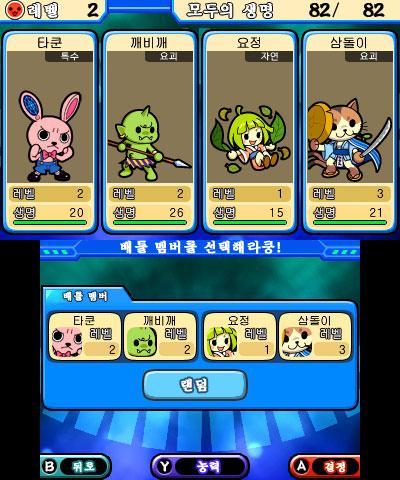 레벨 2 모두의 생명 82/ 82
타쿤 깨비깨 요정 삼돌이
특수 요괴 자연 요괴
레벨 2 레벨 2 레벨 1 레벨 3
생명 20 생명 26 생명 15 생명 21
배틀 멤버를 선택해라쿵!
배틀 멤버
타쿤 깨비깨 요정 삼돌이
레벨 레벨 레벨 레벨
2 2 1 3
랜덤
B 뒤로 Y 능력 A 결정